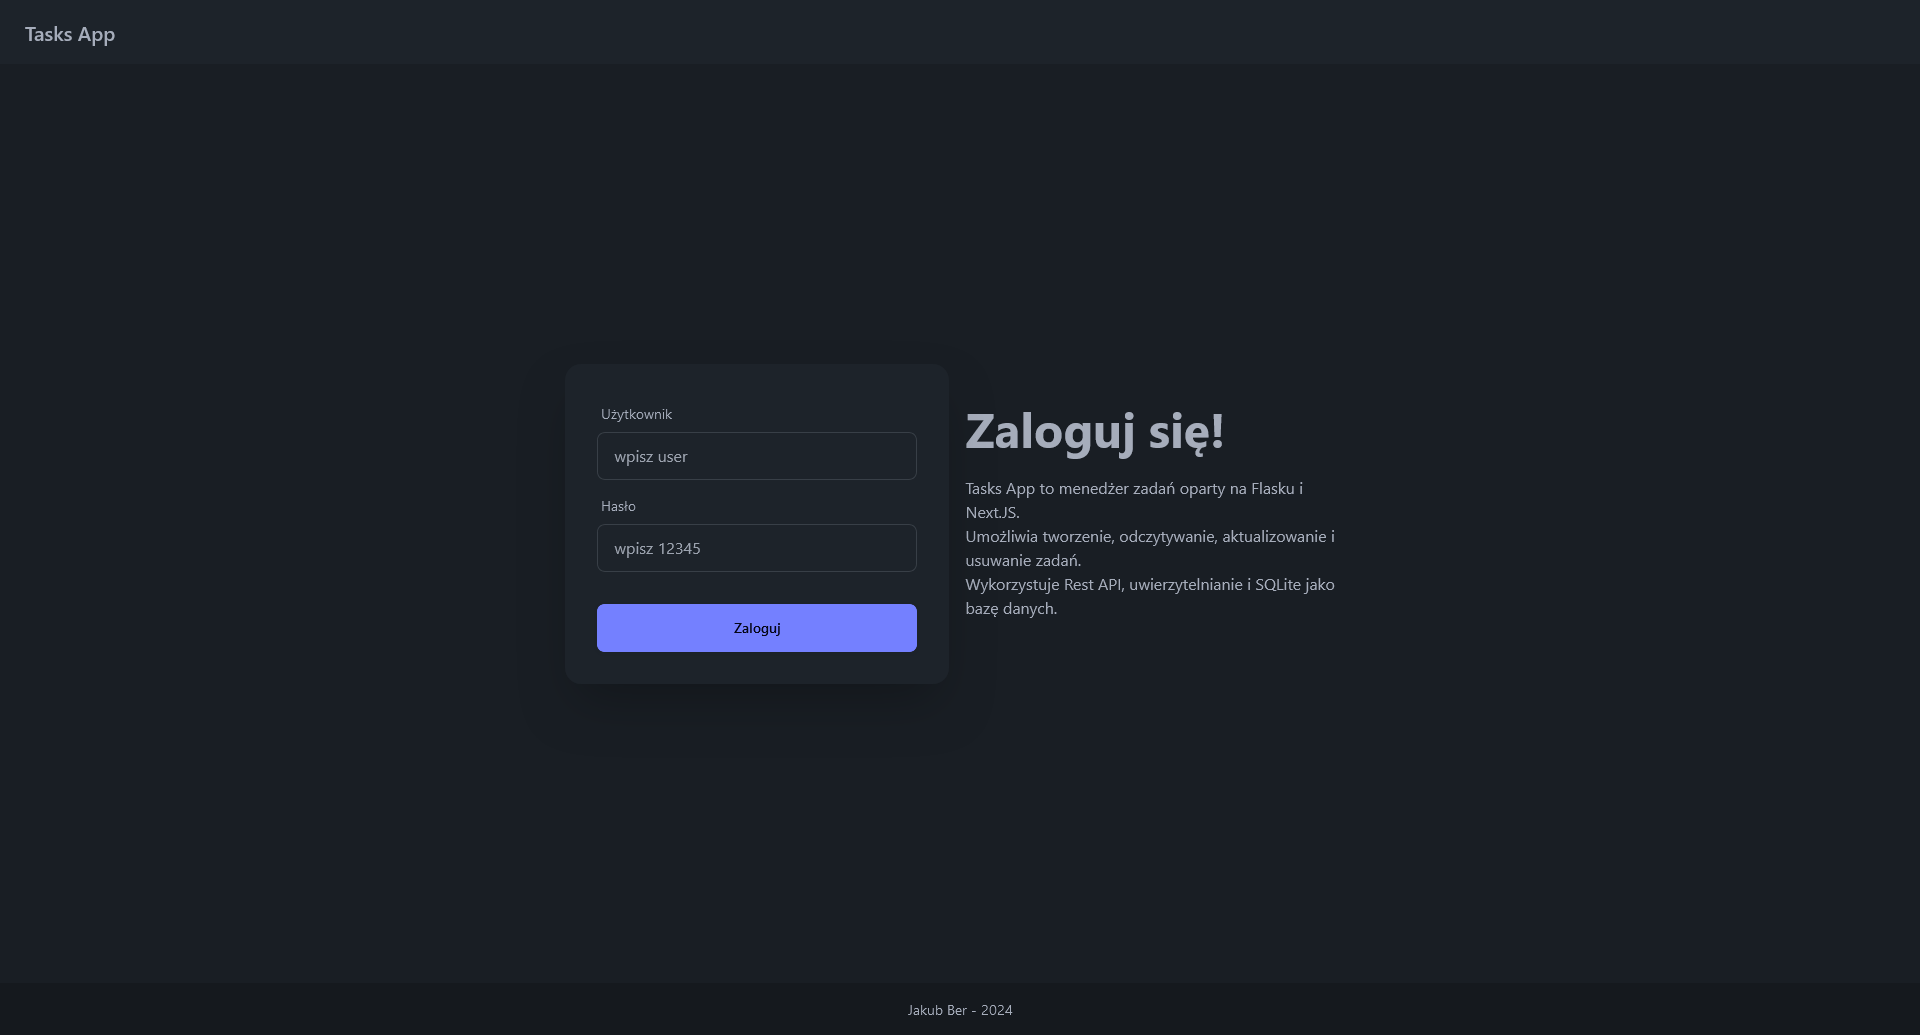 Tasks App
Użytkownik
wpisz user
Hasło
wpisz 12345
Zaloguj
Zaloguj się!
Tasks App to menedżer zadań oparty na Flasku i
Next.JS.
Umożliwia tworzenie, odczytywanie, aktualizowanie i
usuwanie zadań.
Wykorzystuje Rest API, uwierzytelnianie i SQLite jako
bazę danych.
Jakub Ber - 2024